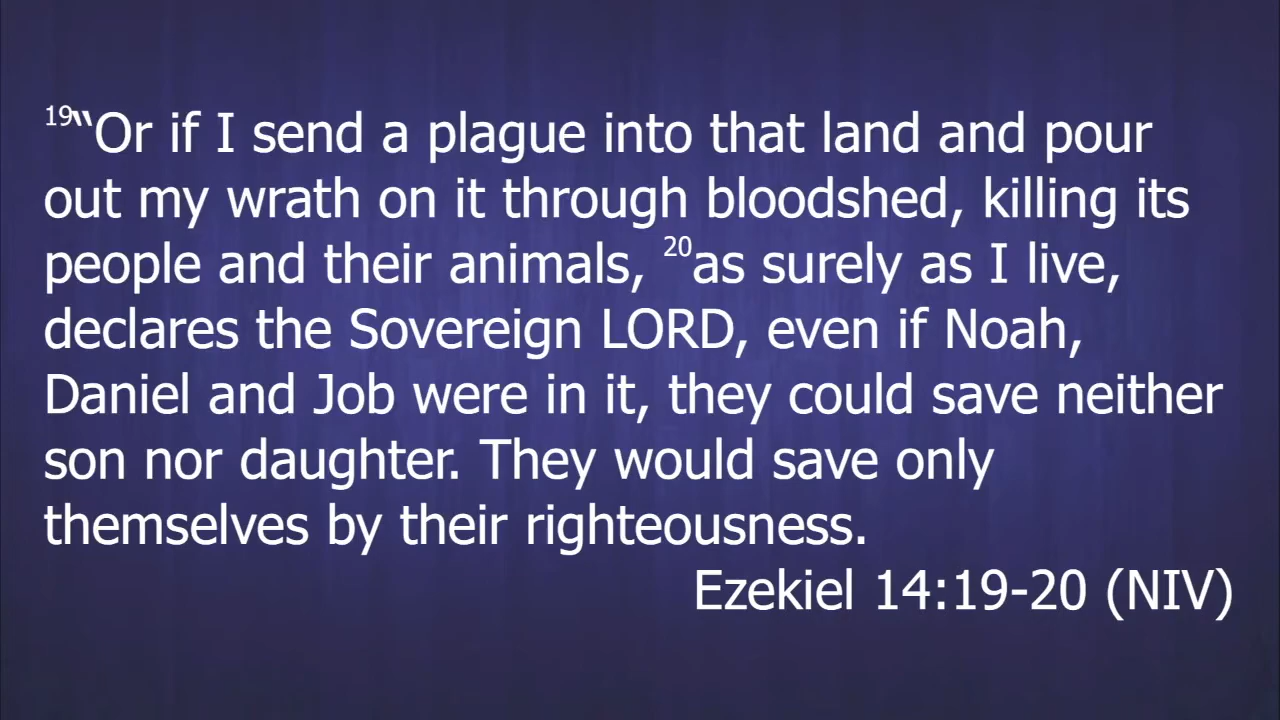 19“Or if I send a plague into that land and pour
out my wrath on it through bloodshed, killing its
people and their animals, 20as surely as I live,
declares the Sovereign LORD, even if Noah,
Daniel and Job were in it, they could save neither
son nor daughter. They would save only
themselves by their righteousness.
Ezekiel 14:19-20 (NIV)